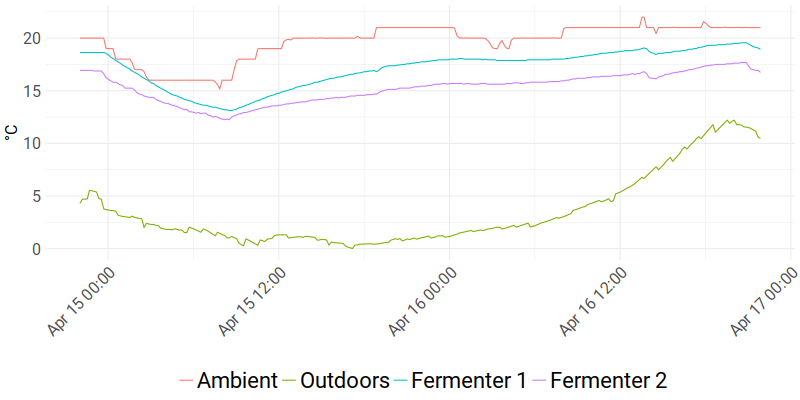 20
15
10
5
0
°C
Apr 15 00:00
Apr 15 12:00
Apr 16 00:00
Apr 16 12:00
Apr 17 00:00
Ambient Outdoors Fermenter 1 Fermenter 2